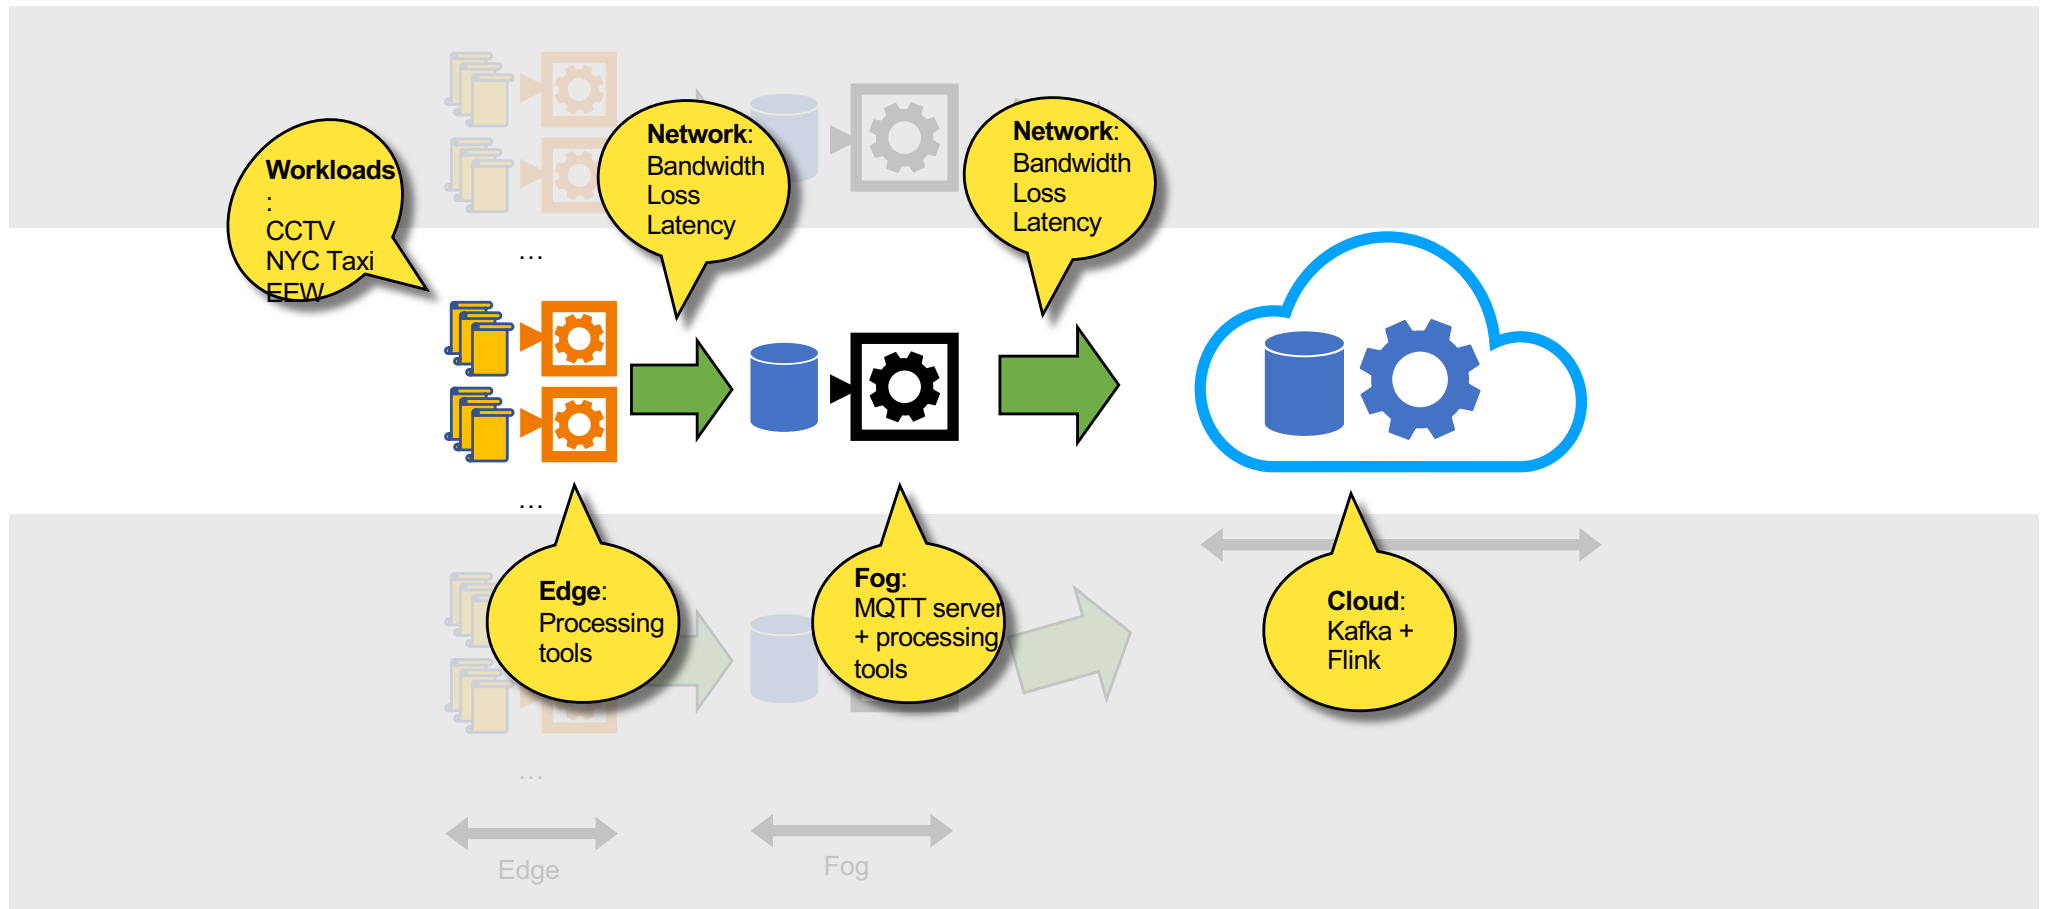 Workloads
:
CCTV
NYC Taxi
EEW
Network:
Bandwidth
Loss
Latency
Network:
Bandwidth
Loss
Latency
...
...
Edge:
Processing
tools
Fog:
MQTT server
+ processing
tools
Cloud:
Kafka +
Flink
...
Edge
Fog